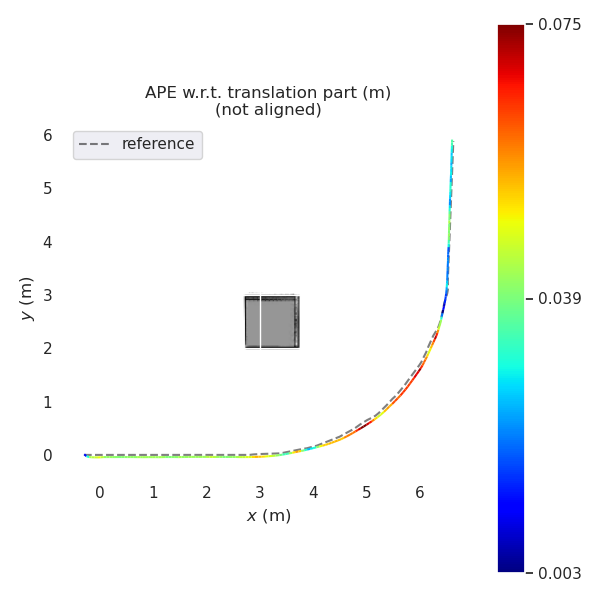 APE w.r.t. translation part (m)
(not aligned)
reference
6
5
4
3
2
1
0
y (m)
0 1 2 3 4 5 6
x (m)
0.075
0.039
0.003